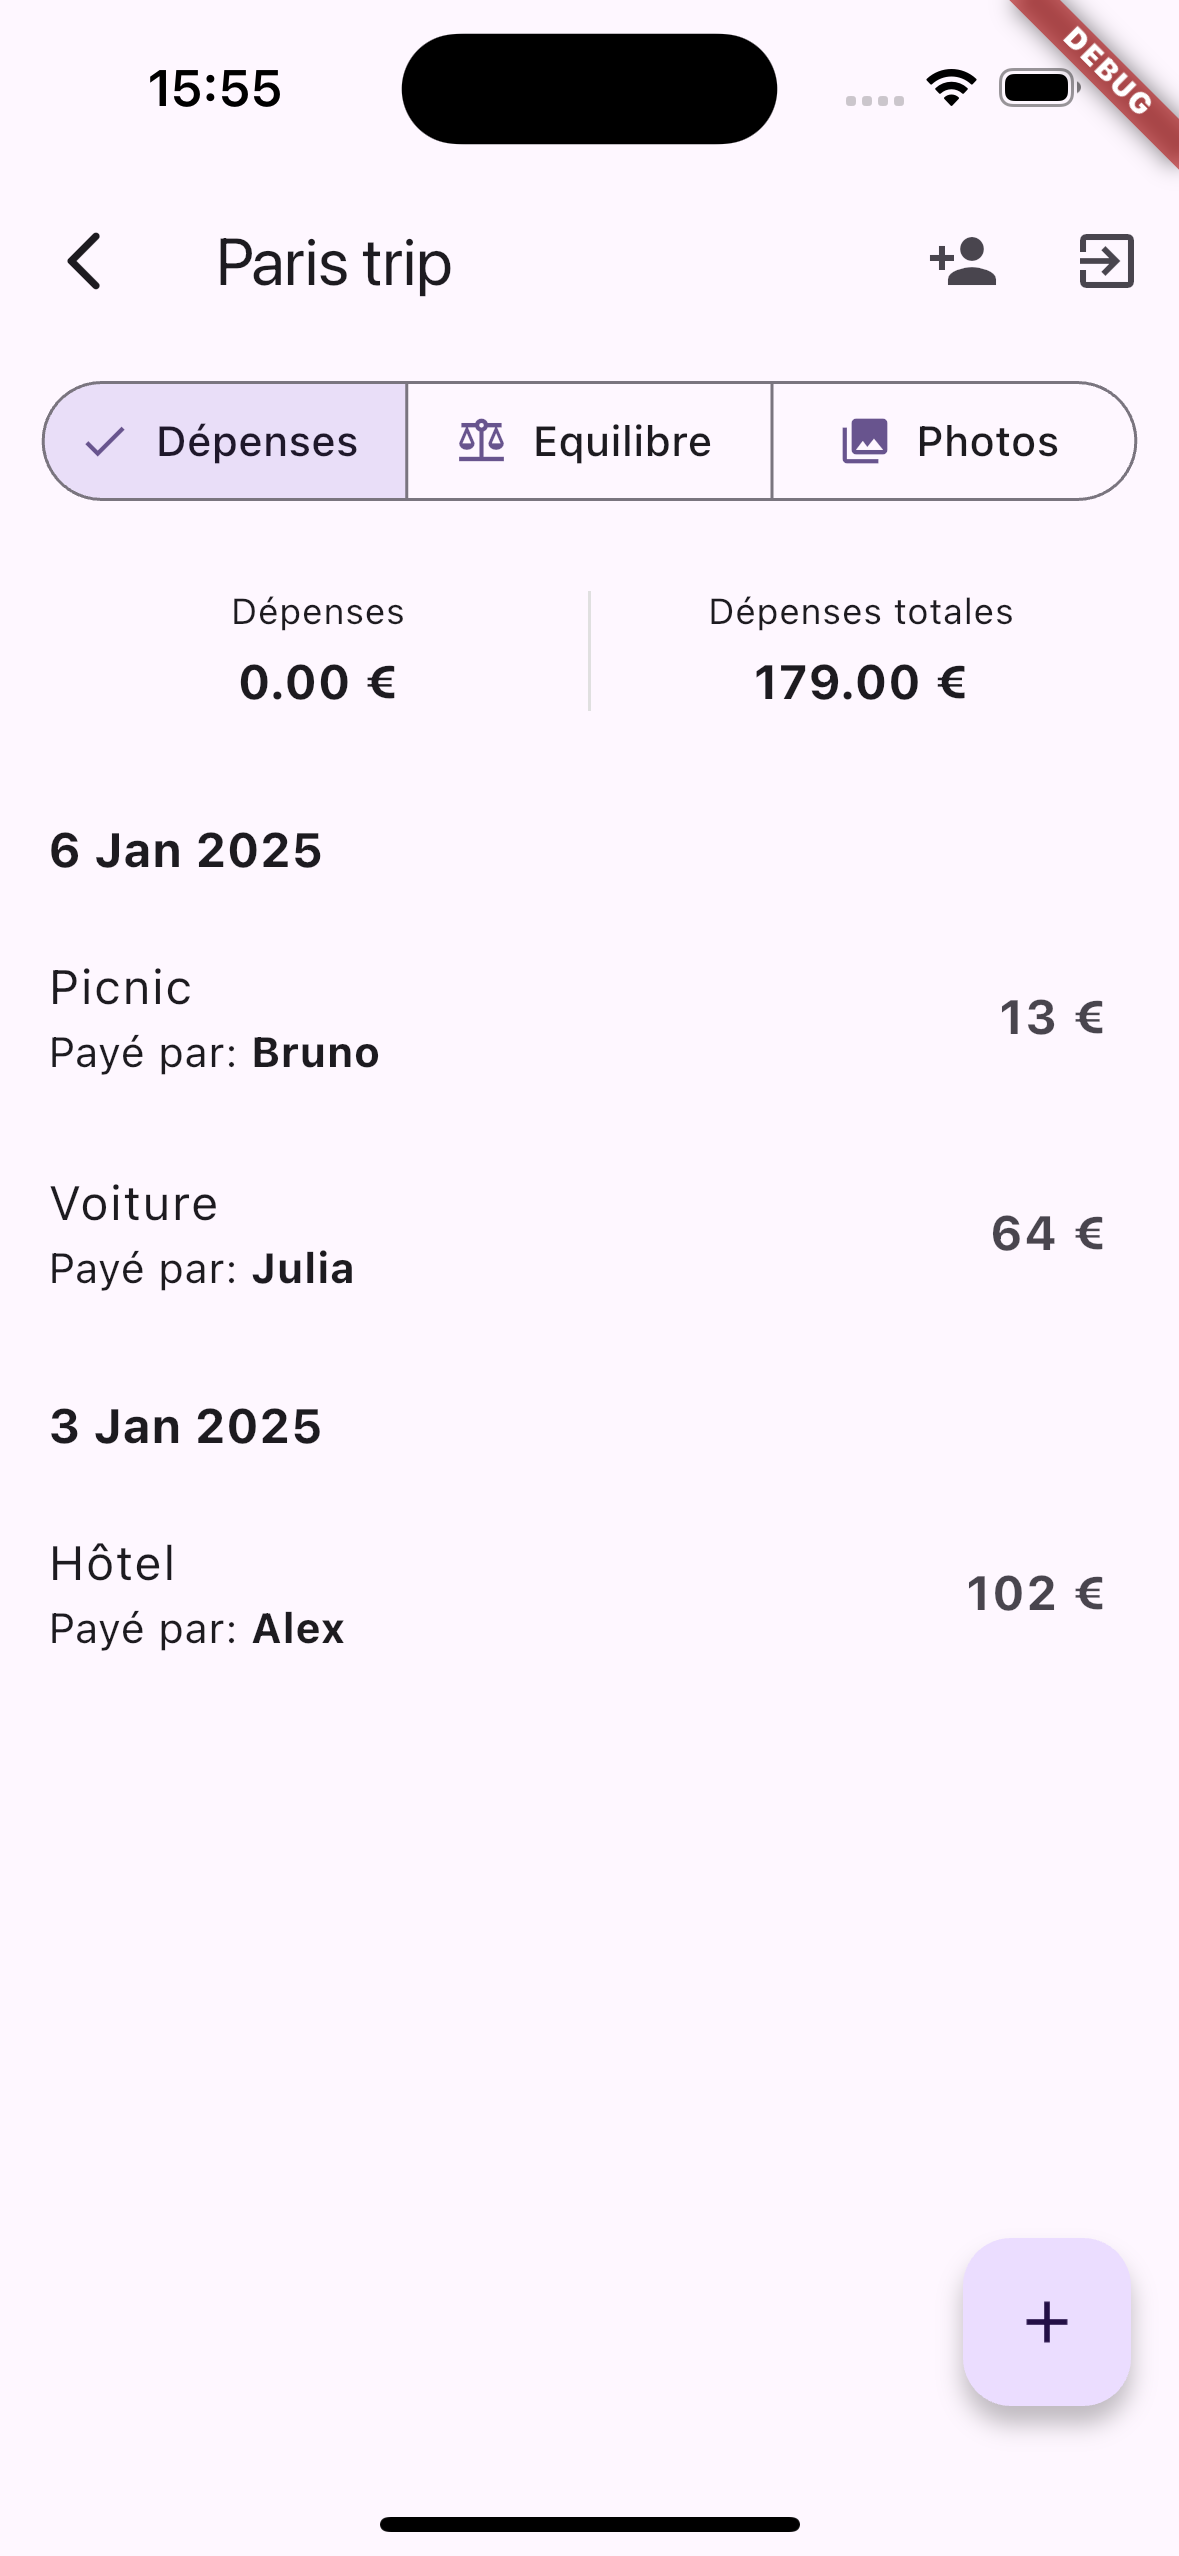 15:55
DEBUG
Paris trip
Dépenses
Equilibre
Photos
Dépenses
Dépenses totales
0.00 €
179.00 €
6 Jan 2025
Picnic
13 €
Payé par: Bruno
Voiture
64 €
Payé par: Julia
3 Jan 2025
Hôtel
102 €
Payé par: Alex